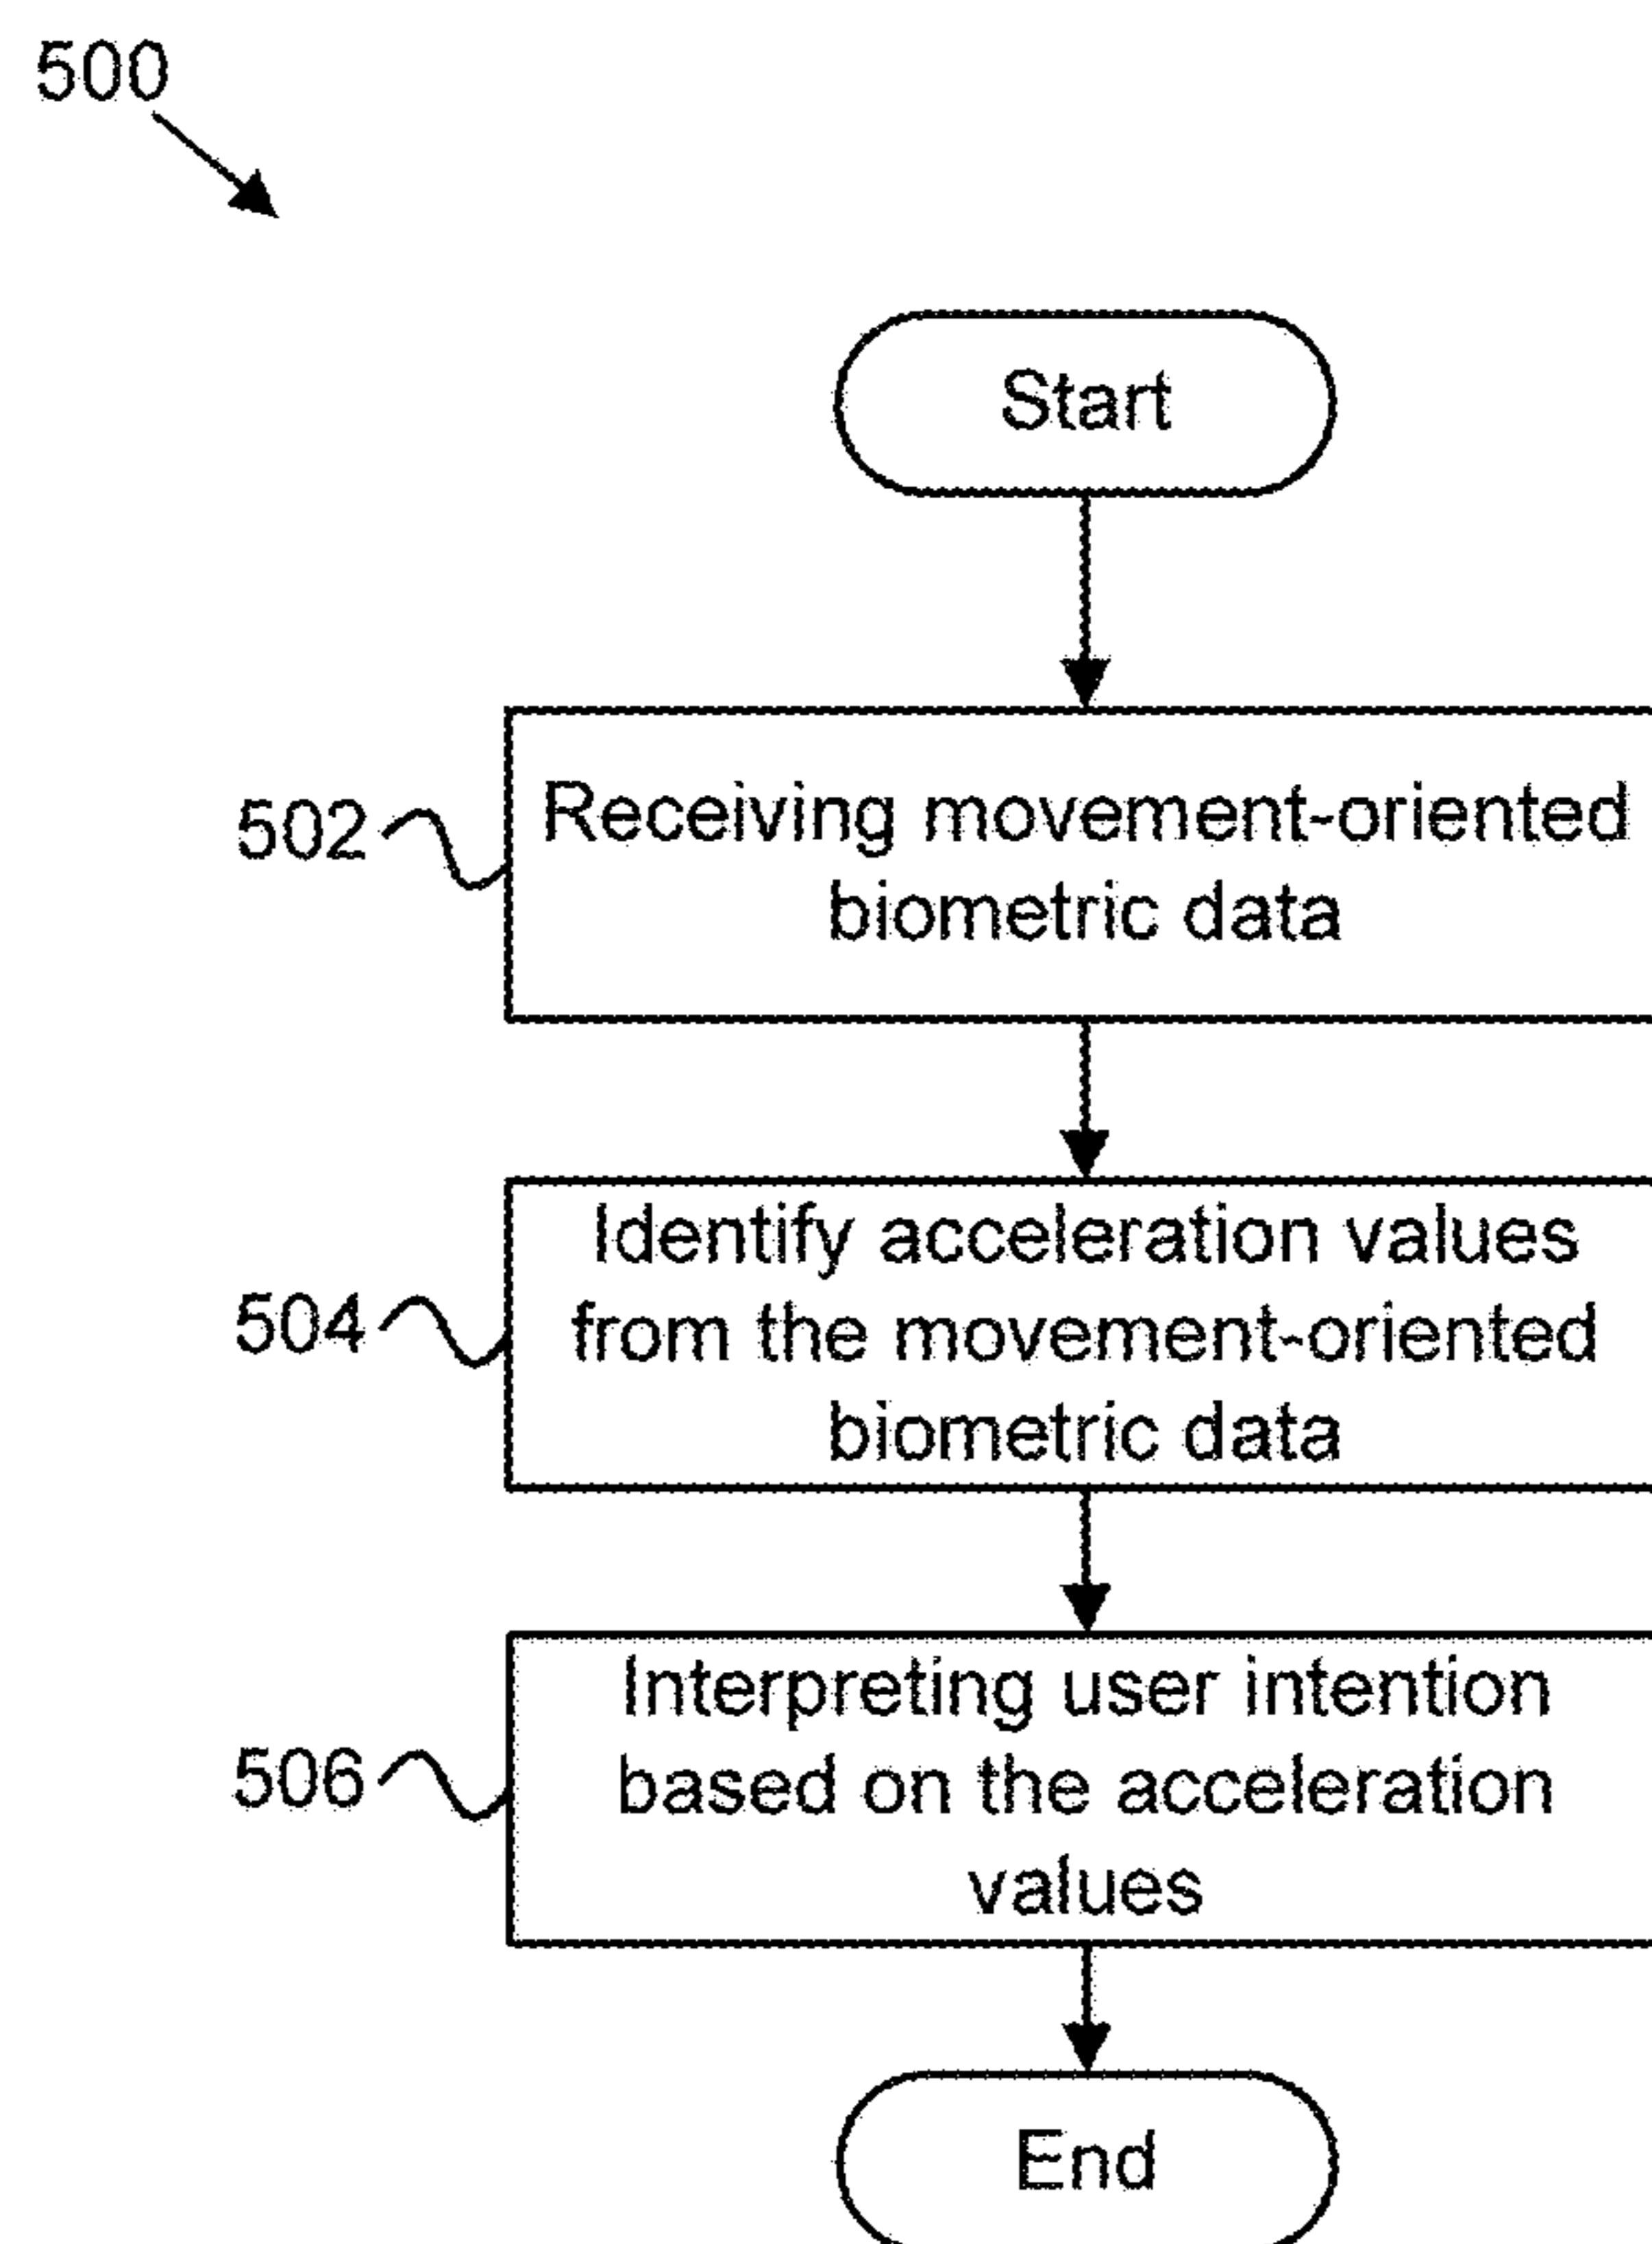 500
Start
502
Receiving movement-oriented
biometric data
504
Identify acceleration values
from the movement-oriented
biometric data
506
Interpreting user intention
based on the acceleration
values
End